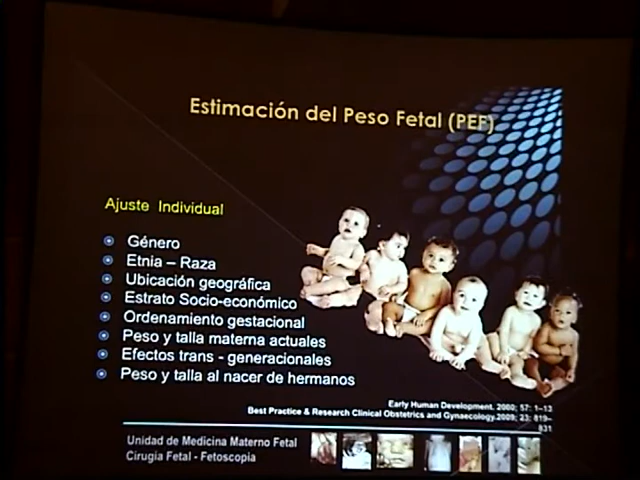 Estimación del Peso Fetal (PEF)
Ajuste Individual
Género
Etnia – Raza
Ubicación geográfica
Estrato Socio-económico
Ordenamiento gestacional
Peso y talla materna actuales
Efectos trans - generacionales
Peso y talla al nacer de hermanos
Early Human Development. 2000; 57: 1–13
Best Practice & Research Clinical Obstetrics and Gynaecology.2009; 23: 819–
831
Unidad de Medicina Materno Fetal
Cirugía Fetal - Fetoscopia